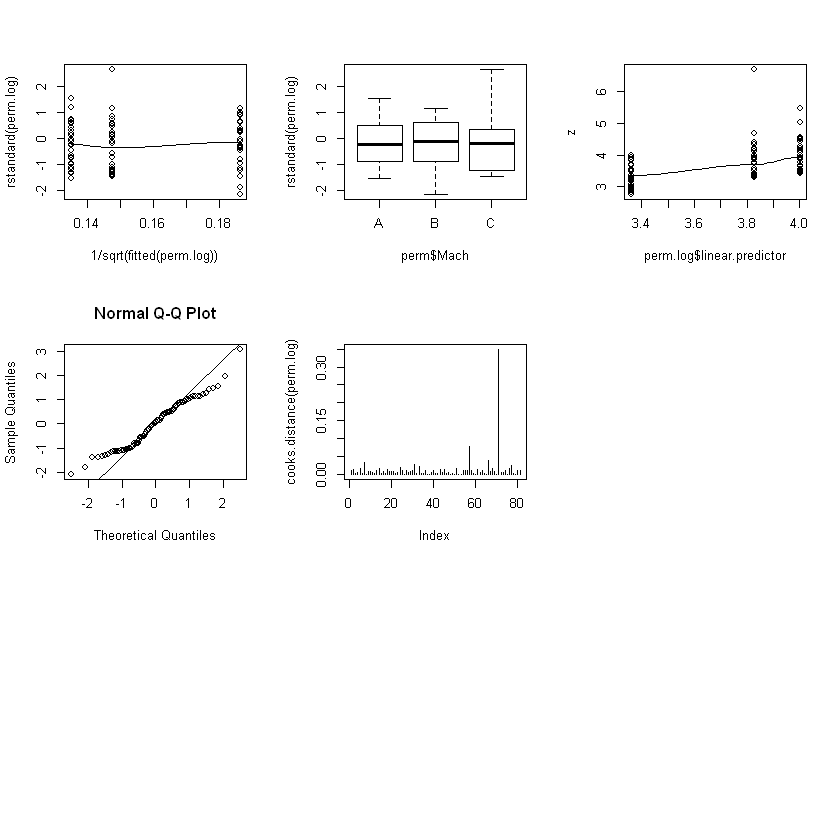 rstandard(perm.log)
2
1
0
-1
-2
0.14 0.16 0.18
1/sqrt(fitted(perm.log))
rstandard(perm.log)
2
1
0
-1
-2
A B C
perm$Mach
z
6
5
4
3
3.4 3.6 3.8 4.0
perm.log$linear.predictor
Normal Q-Q Plot
Sample Quantiles
3
2
1
0
-1
-2
-2 -1 0 1 2
Theoretical Quantiles
cooks.distance(perm.log)
0.30
0.15
0.00
0 20 40 60 80
Index